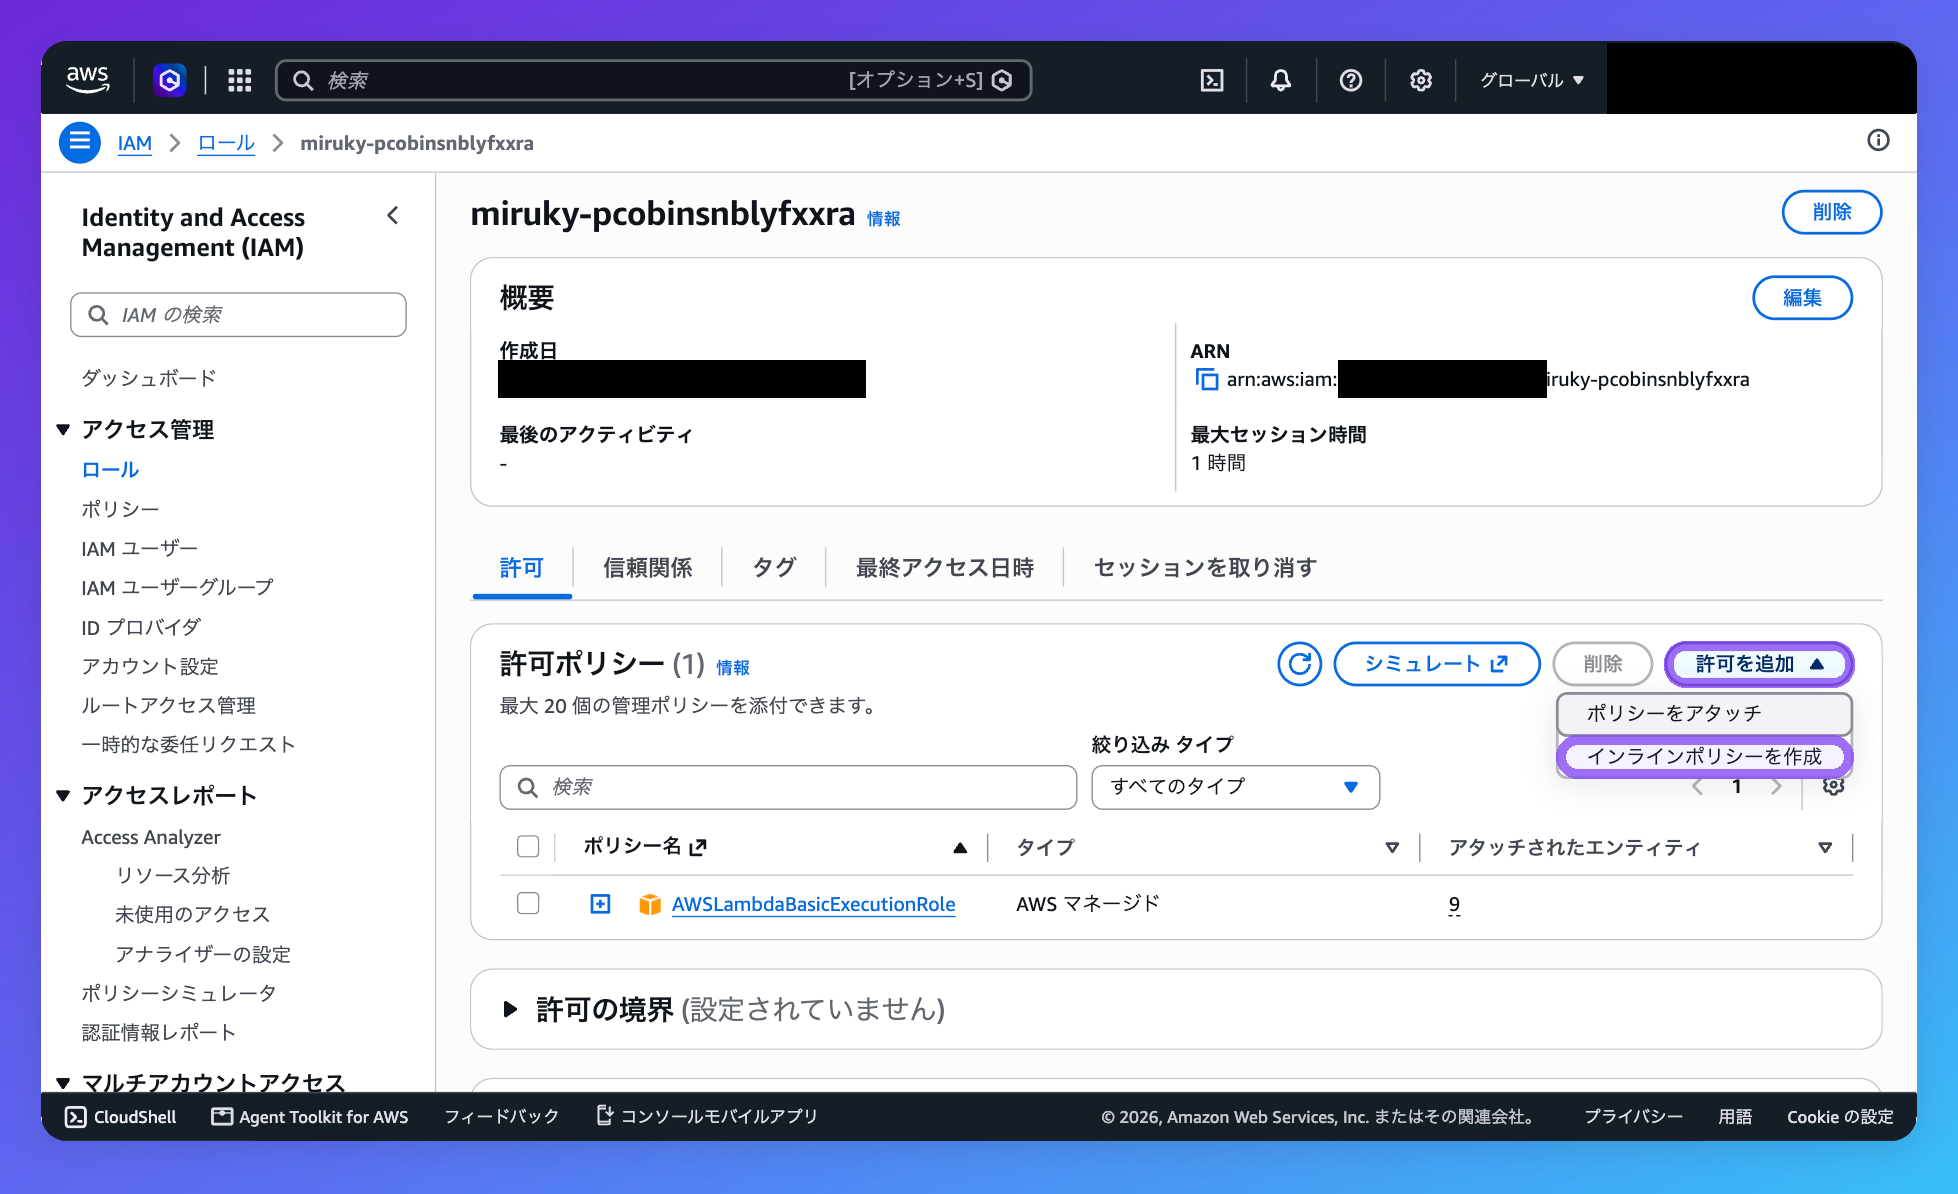 aws
検索
[オプション+S]
グローバル
IAM
ロール
miruky-pcobinsnblyfxxra
Identity and Access
Management (IAM)
IAM の検索
ダッシュボード
アクセス管理
ロール
ポリシー
IAM ユーザー
IAM ユーザーグループ
ID プロバイダ
アカウント設定
ルートアクセス管理
一時的な委任リクエスト
アクセスレポート
Access Analyzer
リソース分析
未使用のアクセス
アナライザーの設定
ポリシーシミュレータ
認証情報レポート
マルチアカウントアクセス
miruky-pcobinsnblyfxxra 情報
削除
概要
編集
作成日
ARN
arn:aws:iam: iruky-pcobinsnblyfxxra
最後のアクティビティ
-
最大セッション時間
1 時間
許可
信頼関係
タグ
最終アクセス日時
セッションを取り消す
許可ポリシー (1) 情報
シミュレート
削除
許可を追加
最大 20 個の管理ポリシーを添付できます。
ポリシーをアタッチ
インラインポリシーを作成
絞り込み タイプ
検索
すべてのタイプ
1
ポリシー名
タイプ
アタッチされたエンティティ
AWSLambdaBasicExecutionRole
AWS マネージド
9
許可の境界 (設定されていません)
CloudShell
Agent Toolkit for AWS
フィードバック
コンソールモバイルアプリ
© 2026, Amazon Web Services, Inc. またはその関連会社。
プライバシー
用語
Cookie の設定